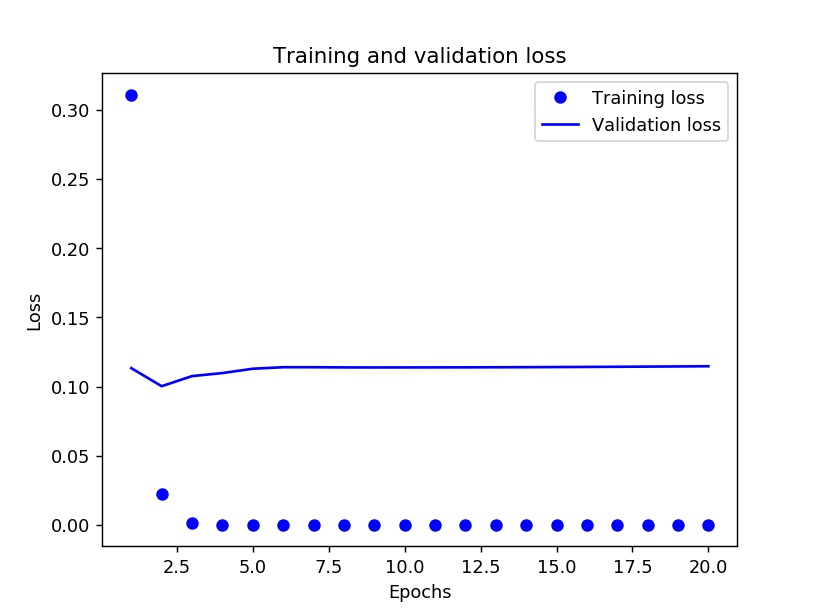 Training and validation loss
Training loss
Validation loss
Loss
0.30
0.25
0.20
0.15
0.10
0.05
0.00
2.5 5.0 7.5 10.0 12.5 15.0 17.5 20.0
Epochs